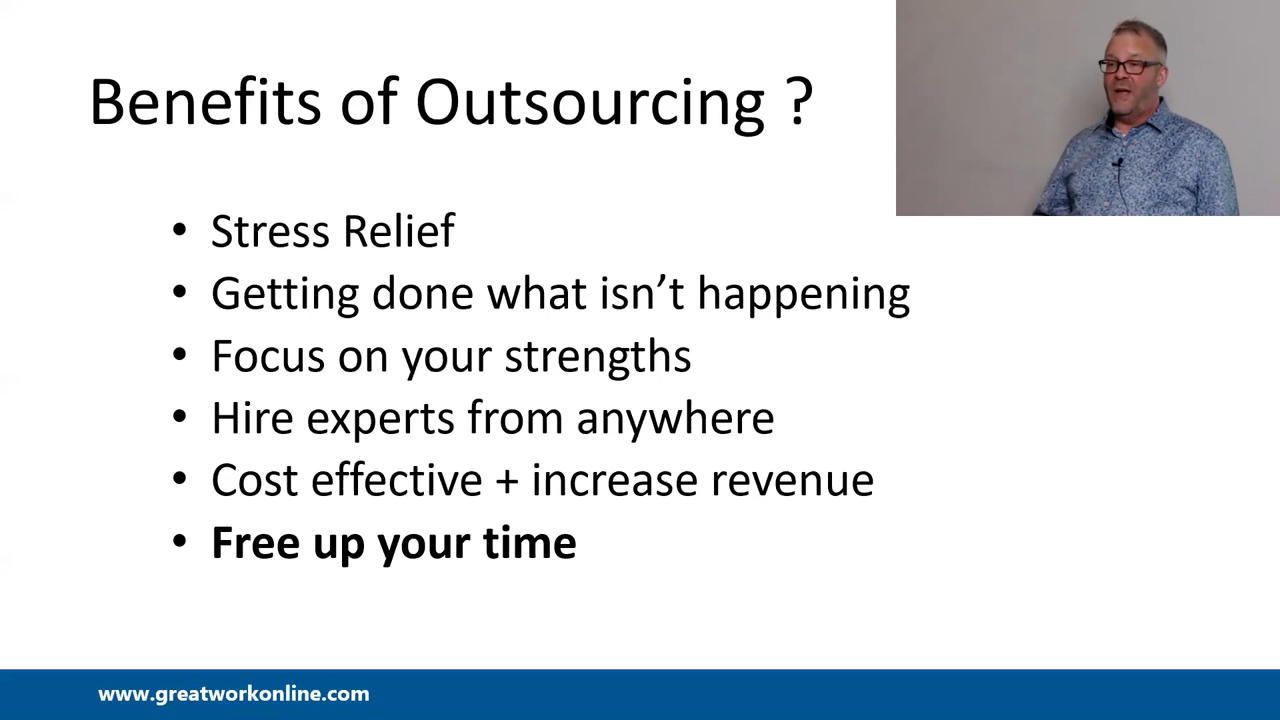 Benefits of Outsourcing ?
• Stress Relief
• Getting done what isn’t happening
• Focus on your strengths
• Hire experts from anywhere
• Cost effective + increase revenue
• Free up your time
www.greatworkonline.com